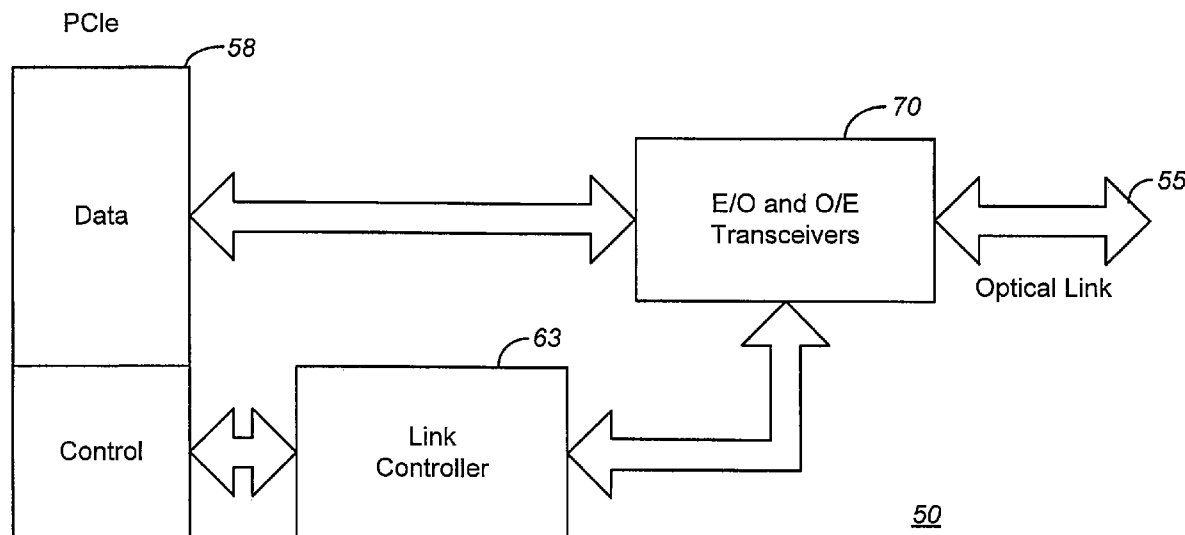 PCIe
58
70
Data
E/O and O/E
Transceivers
55
Optical Link
63
Control
Link
Controller
50